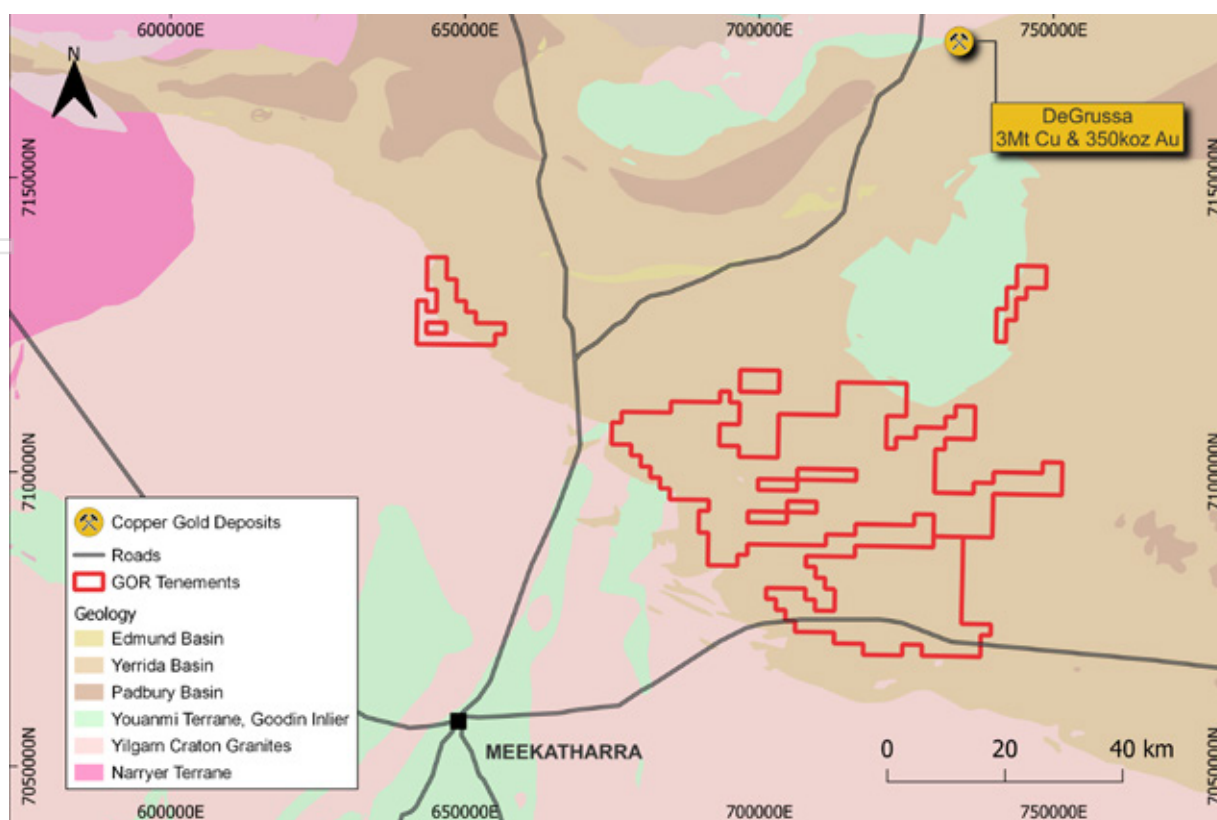 600000E
650000E
700000E
750000E
N
DeGrussa
3Mt Cu & 350koz Au
7150000N
7150000N
7100000N
7100000N
Copper Gold Deposits
Roads
GOR Tenements
Geology
Edmund Basin
Yerrida Basin
Padbury Basin
Youanmi Terrane, Goodin Inlier
Yilgarn Craton Granites
Narryer Terrane
MEEKATHARRA
0 20 40 km
7050000N
7050000N
600000E
650000E
700000E
750000E